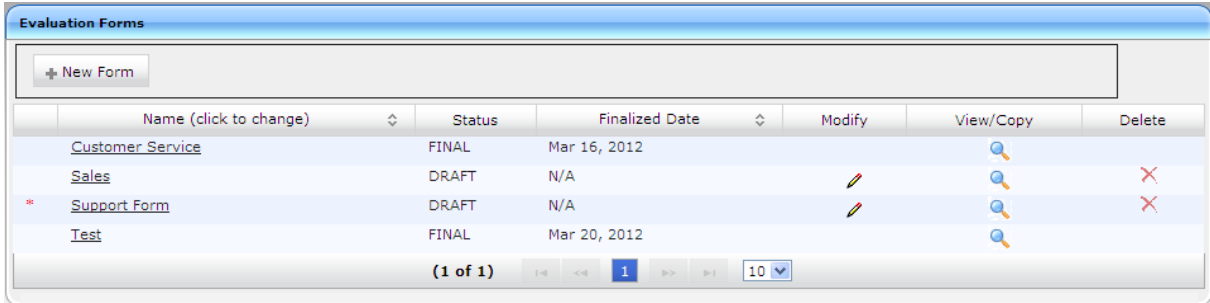 Evaluation Forms
+ New Form
Name (click to change) Status Finalized Date Modify View/Copy Delete
Customer Service FINAL Mar 16, 2012
Sales DRAFT N/A
* Support Form DRAFT N/A
Test FINAL Mar 20, 2012
(1 of 1) 1 10